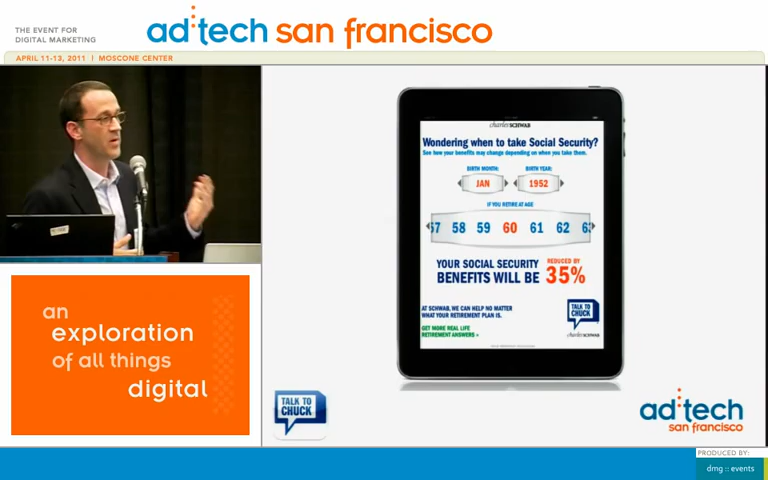 THE EVENT FOR
DIGITAL MARKETING
ad:tech san francisco
APRIL 11-13, 2011 | MOSCONE CENTER
charles SCHWAB
Wondering when to take Social Security?
See how your benefits may change depending on when you take them.
BIRTH MONTH: BIRTH YEAR:
JAN 1952
IF YOU RETIRE AT AGE
57 58 59 60 61 62 63
YOUR SOCIAL SECURITY
BENEFITS WILL BE
REDUCED BY
35%
AT SCHWAB, WE CAN HELP NO MATTER
WHAT YOUR RETIREMENT PLAN IS.
GET MORE REAL LIFE
RETIREMENT ANSWERS »
TALK TO
CHUCK
charles SCHWAB
an
exploration
of all things
digital
TALK TO
CHUCK
ad:tech
san francisco
PRODUCED BY:
dmg :: events